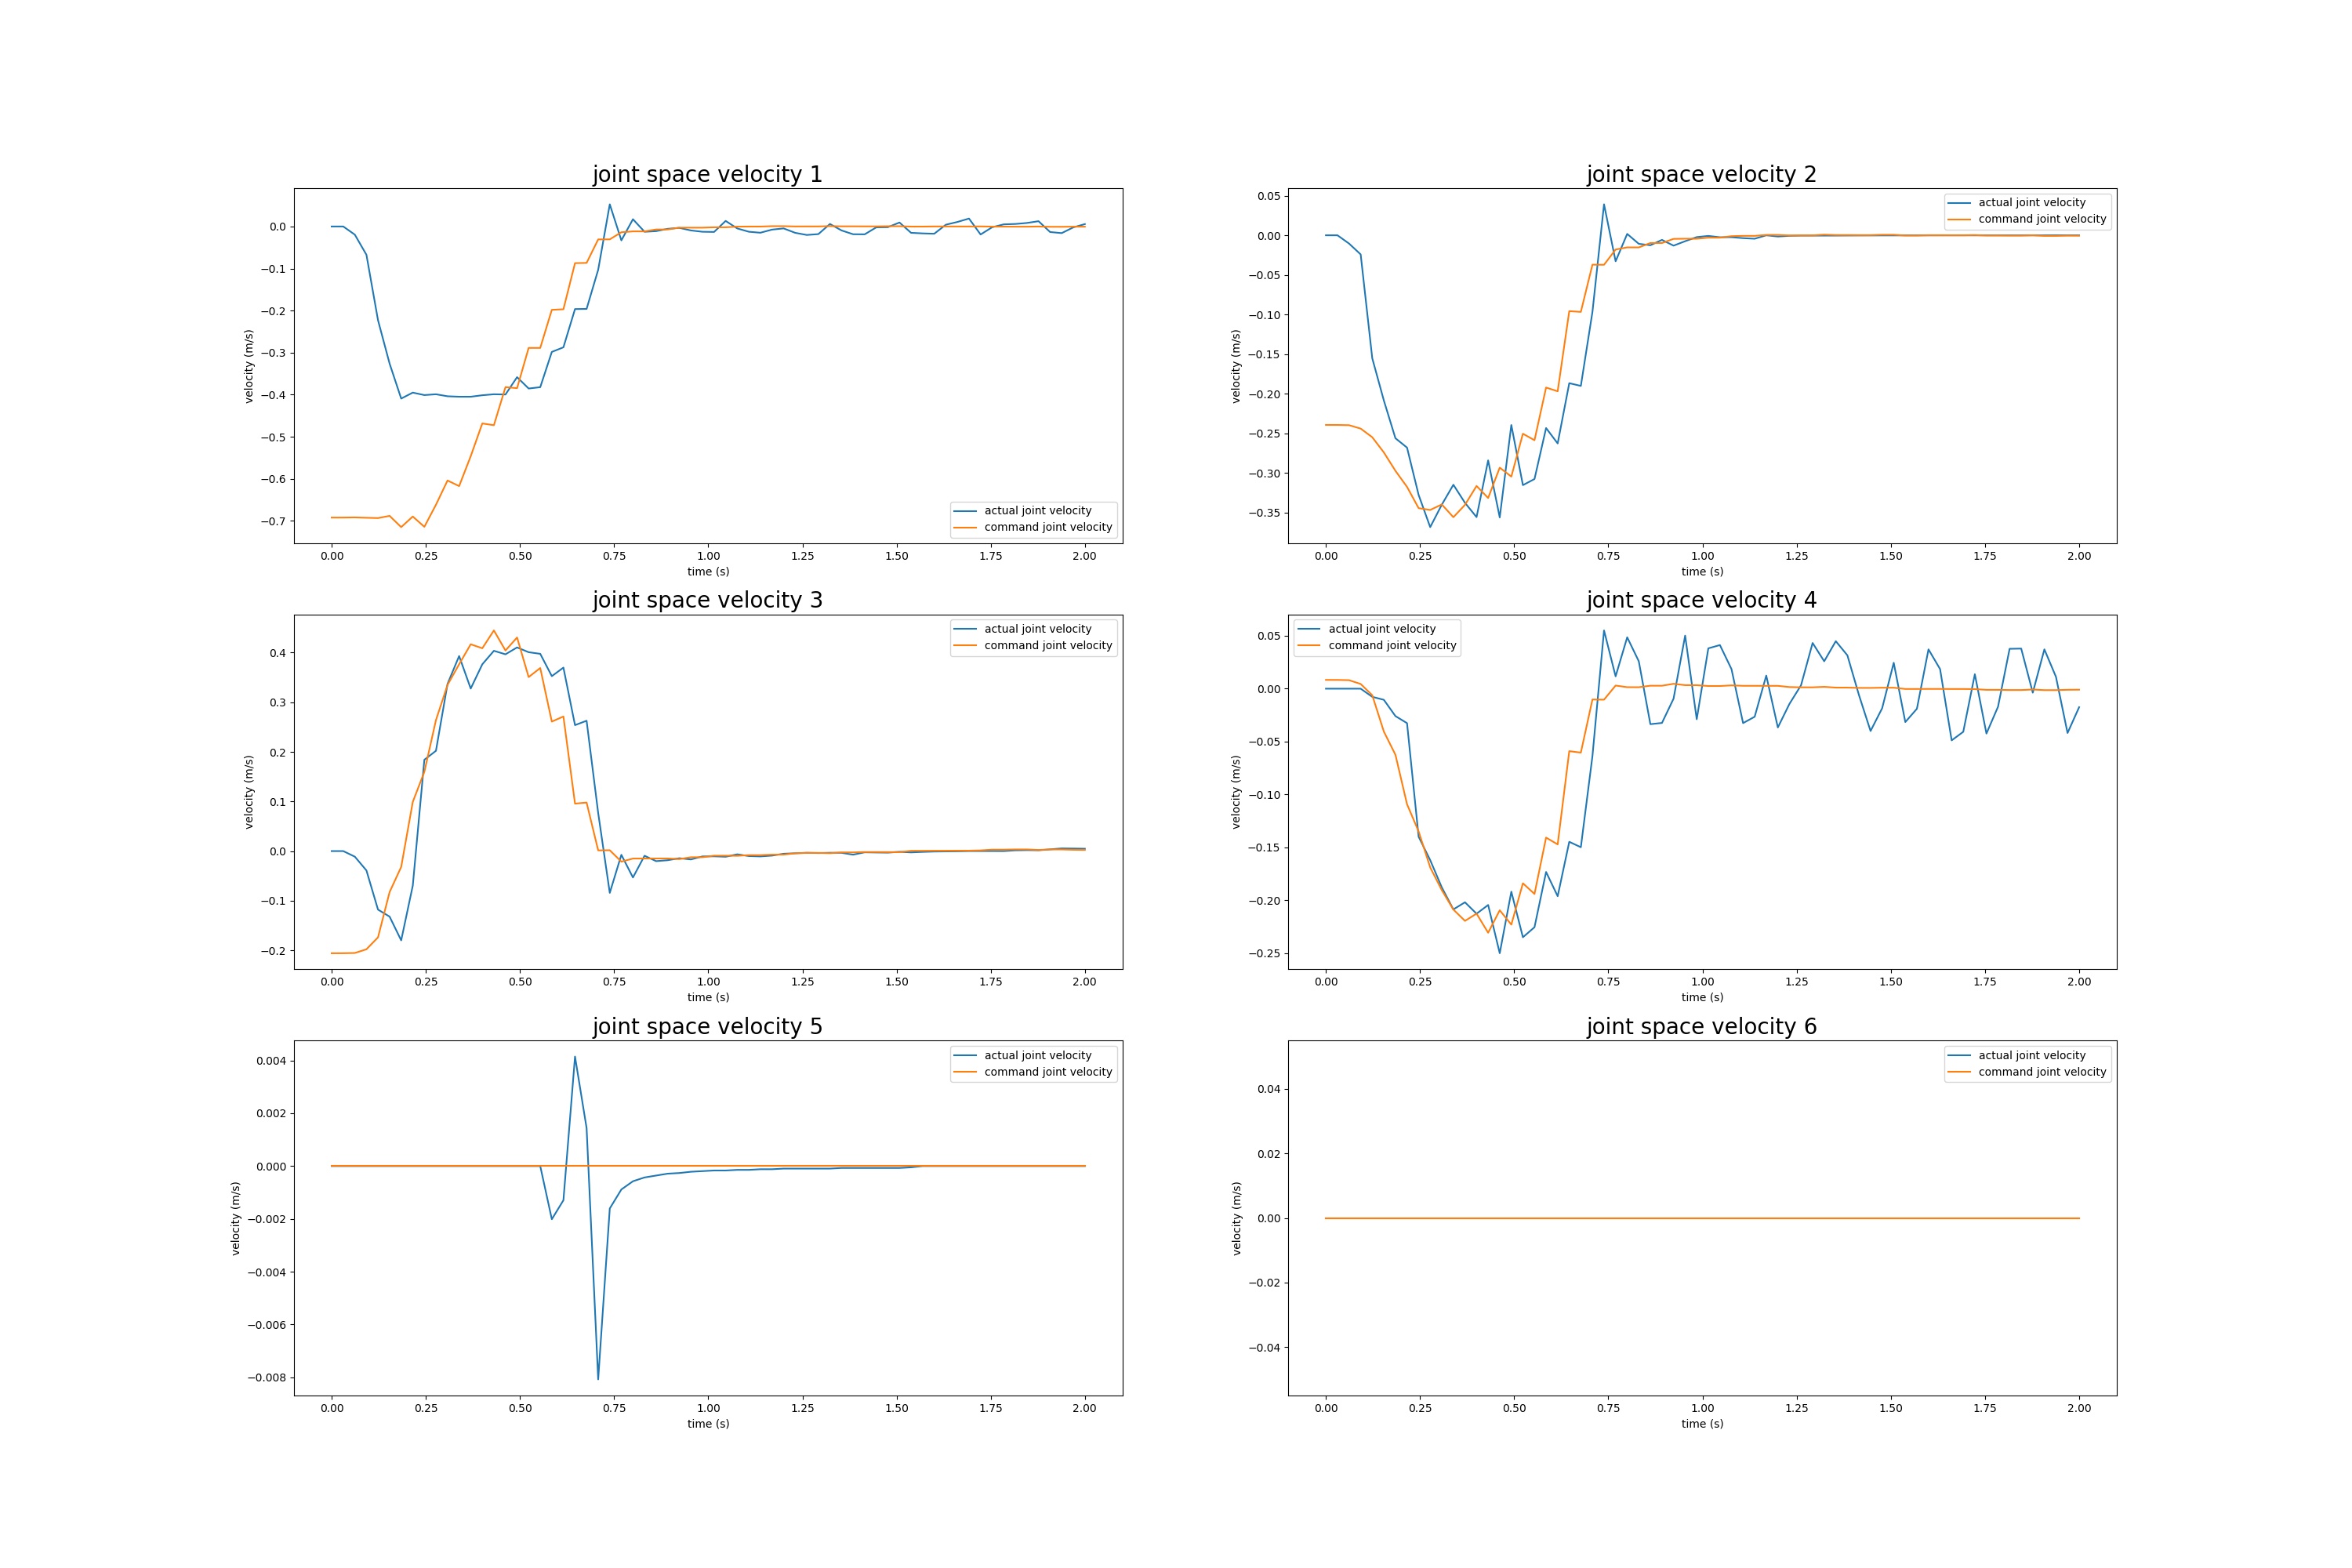 joint space velocity 1
velocity (m/s)
0.0
−0.1
−0.2
−0.3
−0.4
−0.5
−0.6
−0.7
actual joint velocity
command joint velocity
0.00 0.25 0.50 0.75 1.00 1.25 1.50 1.75 2.00
time (s)
joint space velocity 2
velocity (m/s)
0.05
0.00
−0.05
−0.10
−0.15
−0.20
−0.25
−0.30
−0.35
actual joint velocity
command joint velocity
0.00 0.25 0.50 0.75 1.00 1.25 1.50 1.75 2.00
time (s)
joint space velocity 3
velocity (m/s)
0.4
0.3
0.2
0.1
0.0
−0.1
−0.2
actual joint velocity
command joint velocity
0.00 0.25 0.50 0.75 1.00 1.25 1.50 1.75 2.00
time (s)
joint space velocity 4
velocity (m/s)
0.05
0.00
−0.05
−0.10
−0.15
−0.20
−0.25
actual joint velocity
command joint velocity
0.00 0.25 0.50 0.75 1.00 1.25 1.50 1.75 2.00
time (s)
joint space velocity 5
velocity (m/s)
0.004
0.002
0.000
−0.002
−0.004
−0.006
−0.008
actual joint velocity
command joint velocity
0.00 0.25 0.50 0.75 1.00 1.25 1.50 1.75 2.00
time (s)
joint space velocity 6
velocity (m/s)
0.04
0.02
0.00
−0.02
−0.04
actual joint velocity
command joint velocity
0.00 0.25 0.50 0.75 1.00 1.25 1.50 1.75 2.00
time (s)